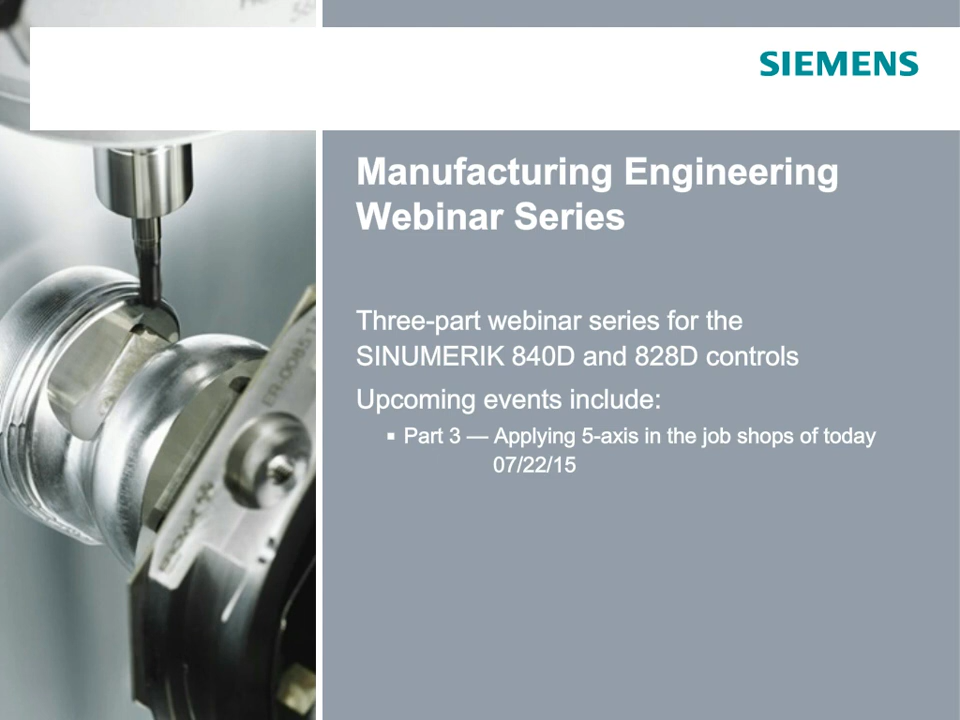 SIEMENS
Manufacturing Engineering
Webinar Series
Three-part webinar series for the
SINUMERIK 840D and 828D controls
Upcoming events include:
▪ Part 3 — Applying 5-axis in the job shops of today
07/22/15